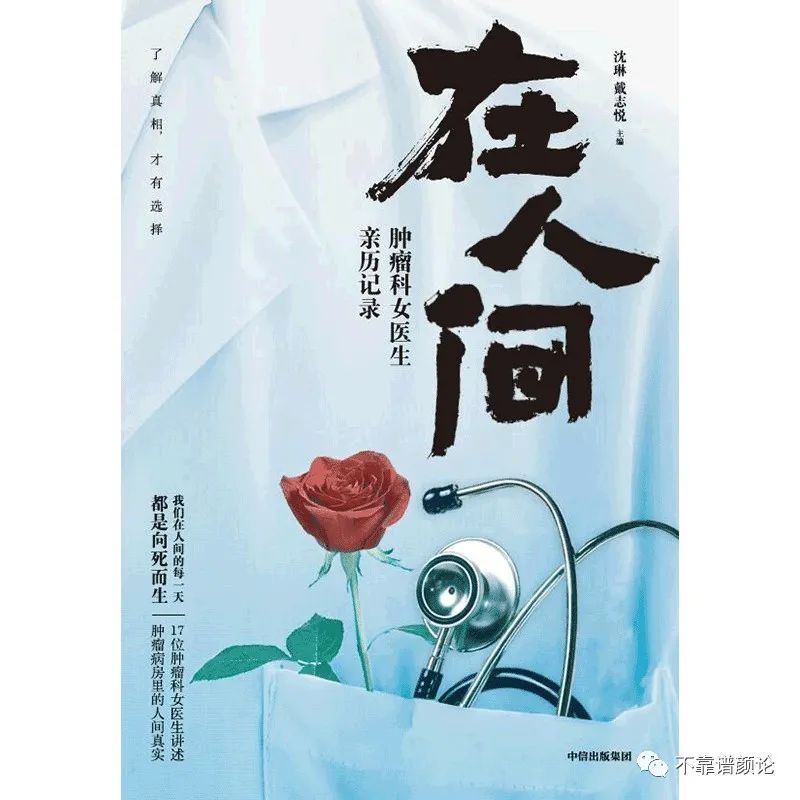 在人间
沈琳 戴志悦 主编
肿瘤科女医生
亲历记录
了解真相，才有选择
我们在人间的每一天
都是向死而生
17位肿瘤科女医生讲述
肿瘤病房里的人间真实
中信出版集团
不靠谱颜论